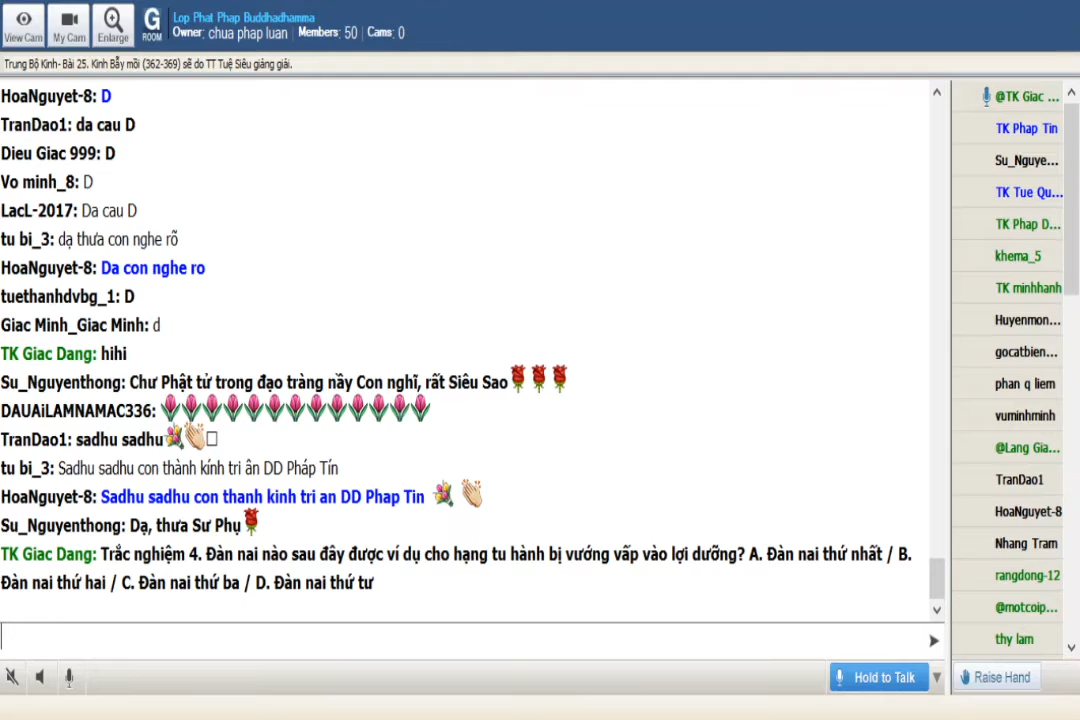 View Cam
My Cam
Enlarge
G ROOM
Lop Phat Phap Buddhadhamma
Owner: chua phap luan | Members: 50 | Cams: 0
Trung Bộ Kinh- Bài 25. Kinh Bẫy mồi (362-369) sẽ do TT Tuệ Siêu giảng giải.
HoaNguyet-8: D
TranDao1: da cau D
Dieu Giac 999: D
Vo minh_8: D
LacL-2017: Da cau D
tu bi_3: dạ thưa con nghe rõ
HoaNguyet-8: Da con nghe ro
tuethanhdvbg_1: D
Giac Minh_Giac Minh: d
TK Giac Dang: hihi
Su_Nguyenthong: Chư Phật tử trong đạo tràng nầy Con nghĩ, rất Siêu Sao
DAUAiLAMNAMAC336:
TranDao1: sadhu sadhu
tu bi_3: Sadhu sadhu con thành kính tri ân DD Pháp Tín
HoaNguyet-8: Sadhu sadhu con thanh kinh tri an DD Phap Tin
Su_Nguyenthong: Dạ, thưa Sư Phụ
TK Giac Dang: Trắc nghiệm 4. Đàn nai nào sau đây được ví dụ cho hạng tu hành bị vướng vấp vào lợi dưỡng? A. Đàn nai thứ nhất / B.
Đàn nai thứ hai / C. Đàn nai thứ ba / D. Đàn nai thứ tư
@TK Giac ...
TK Phap Tin
Su_Nguye...
TK Tue Qu...
TK Phap D...
khema_5
TK minhhanh
Huyenmon...
gocatbien...
phan q liem
vuminhminh
@Lang Gia...
TranDao1
HoaNguyet-8
Nhang Tram
rangdong-12
@motcoip...
thy lam
Hold to Talk
Raise Hand